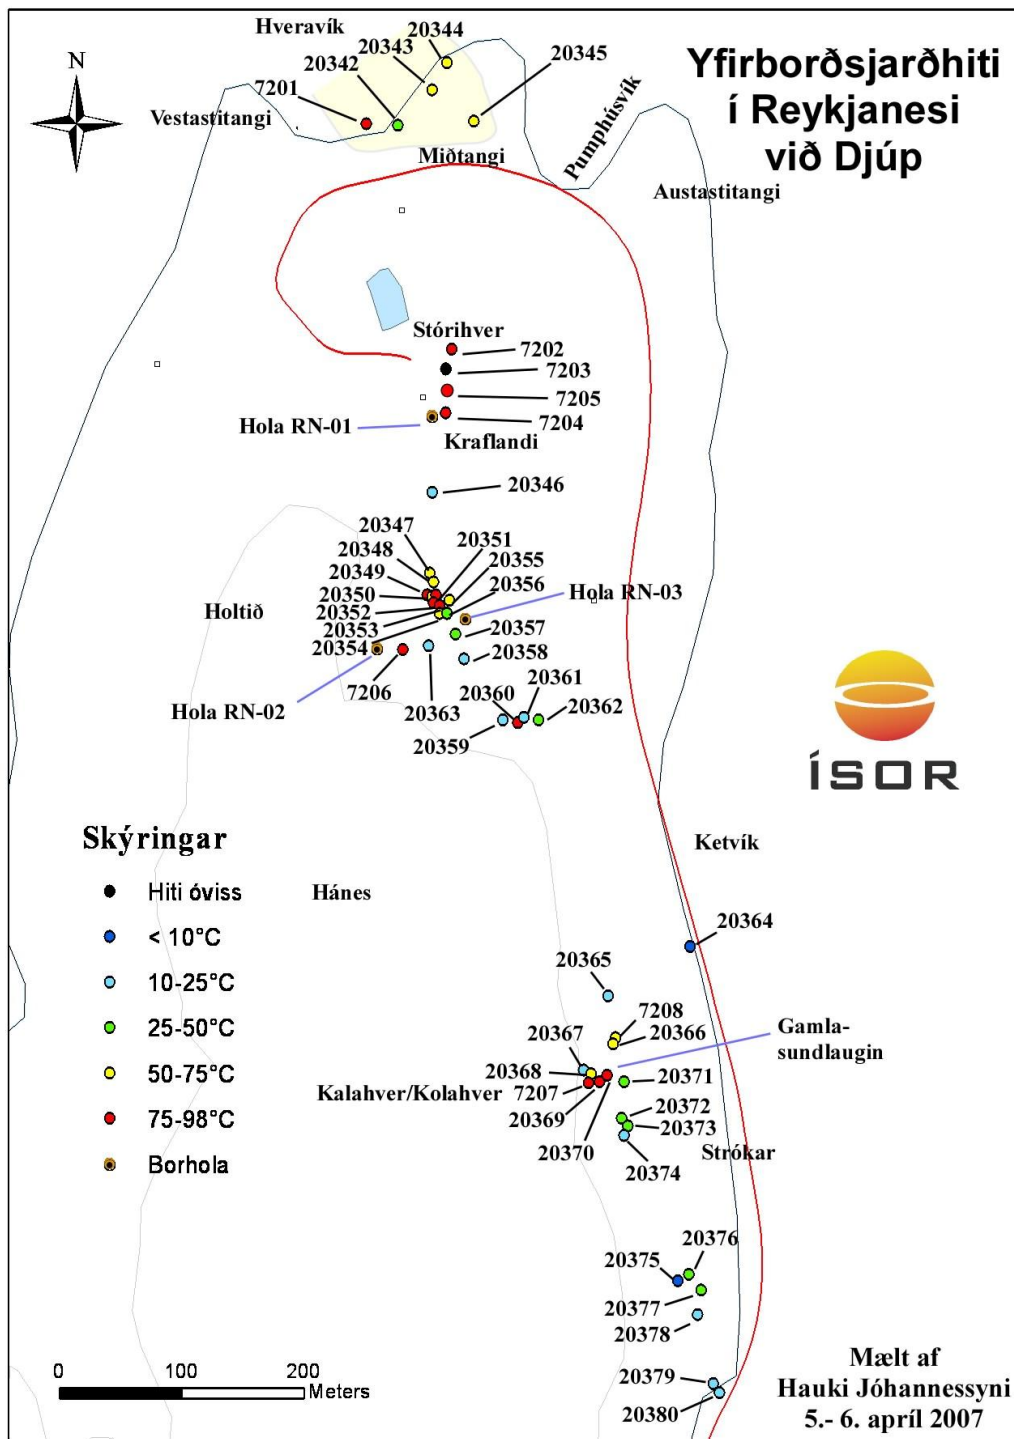 Yfirborðsjarðhiti
í Reykjanesi
við Djúp
N
Hveravík
20344
20343
20342
20345
7201
Vestastitangi
Miðtangi
Pumphúsvík
Austastitangi
Stórihver
7202
7203
7205
7204
Hola RN-01
Kraflandi
20346
20347
20351
20348
20355
20349
20356
20350
Hola RN-03
20352
Holtið
20353
20357
20354
20358
7206
20361
20360
Hola RN-02
20363
20362
20359
ÍSOR
Skýringar
Hiti óviss
< 10°C
10-25°C
25-50°C
50-75°C
75-98°C
Borhola
Ketvík
Hánes
20364
20365
7208
20367
20366
Gamla-
sundlaugin
20368
20371
Kalahver/Kolahver
7207
20369
20372
20373
20370
Strókar
20374
20376
20375
20377
20378
20379
20380
0 100 200
Meters
Mælt af
Hauki Jóhannessyni
5.- 6. apríl 2007